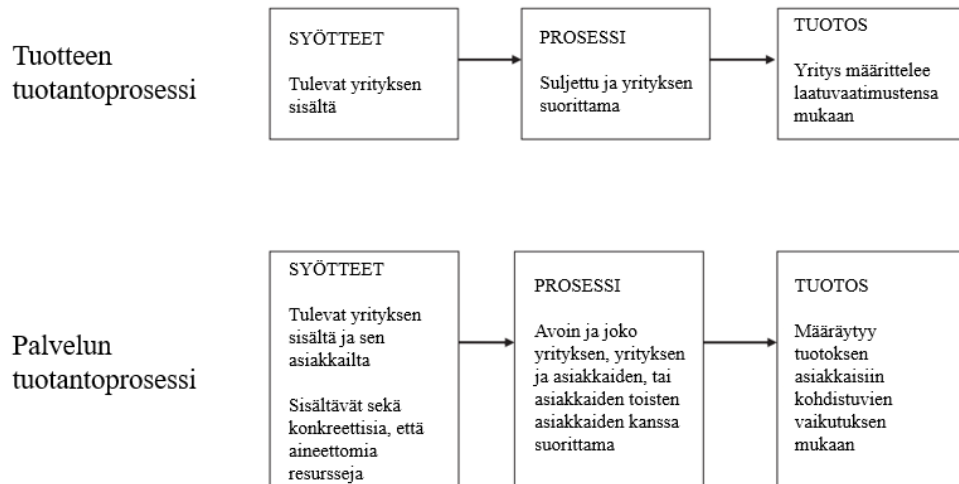 Tuotteen
tuotantoprosessi
SYÖTTEET
Tulevat yrityksen
sisältä
PROSESSI
Suljettu ja yrityksen
suorittama
TUOTOS
Yritys määrittelee
laatuvaatimustensa
mukaan
Palvelun
tuotantoprosessi
SYÖTTEET
Tulevat yrityksen
sisältä ja sen
asiakkailta
Sisältävät sekä
konkreettisia, että
aineettomia
resursseja
PROSESSI
Avoin ja joko
yrityksen, yrityksen
ja asiakkaiden, tai
asiakkaiden toisten
asiakkaiden kanssa
suorittama
TUOTOS
Määräytyy
tuotoksen
asiakkaisiin
kohdistuvien
vaikutuksen
mukaan